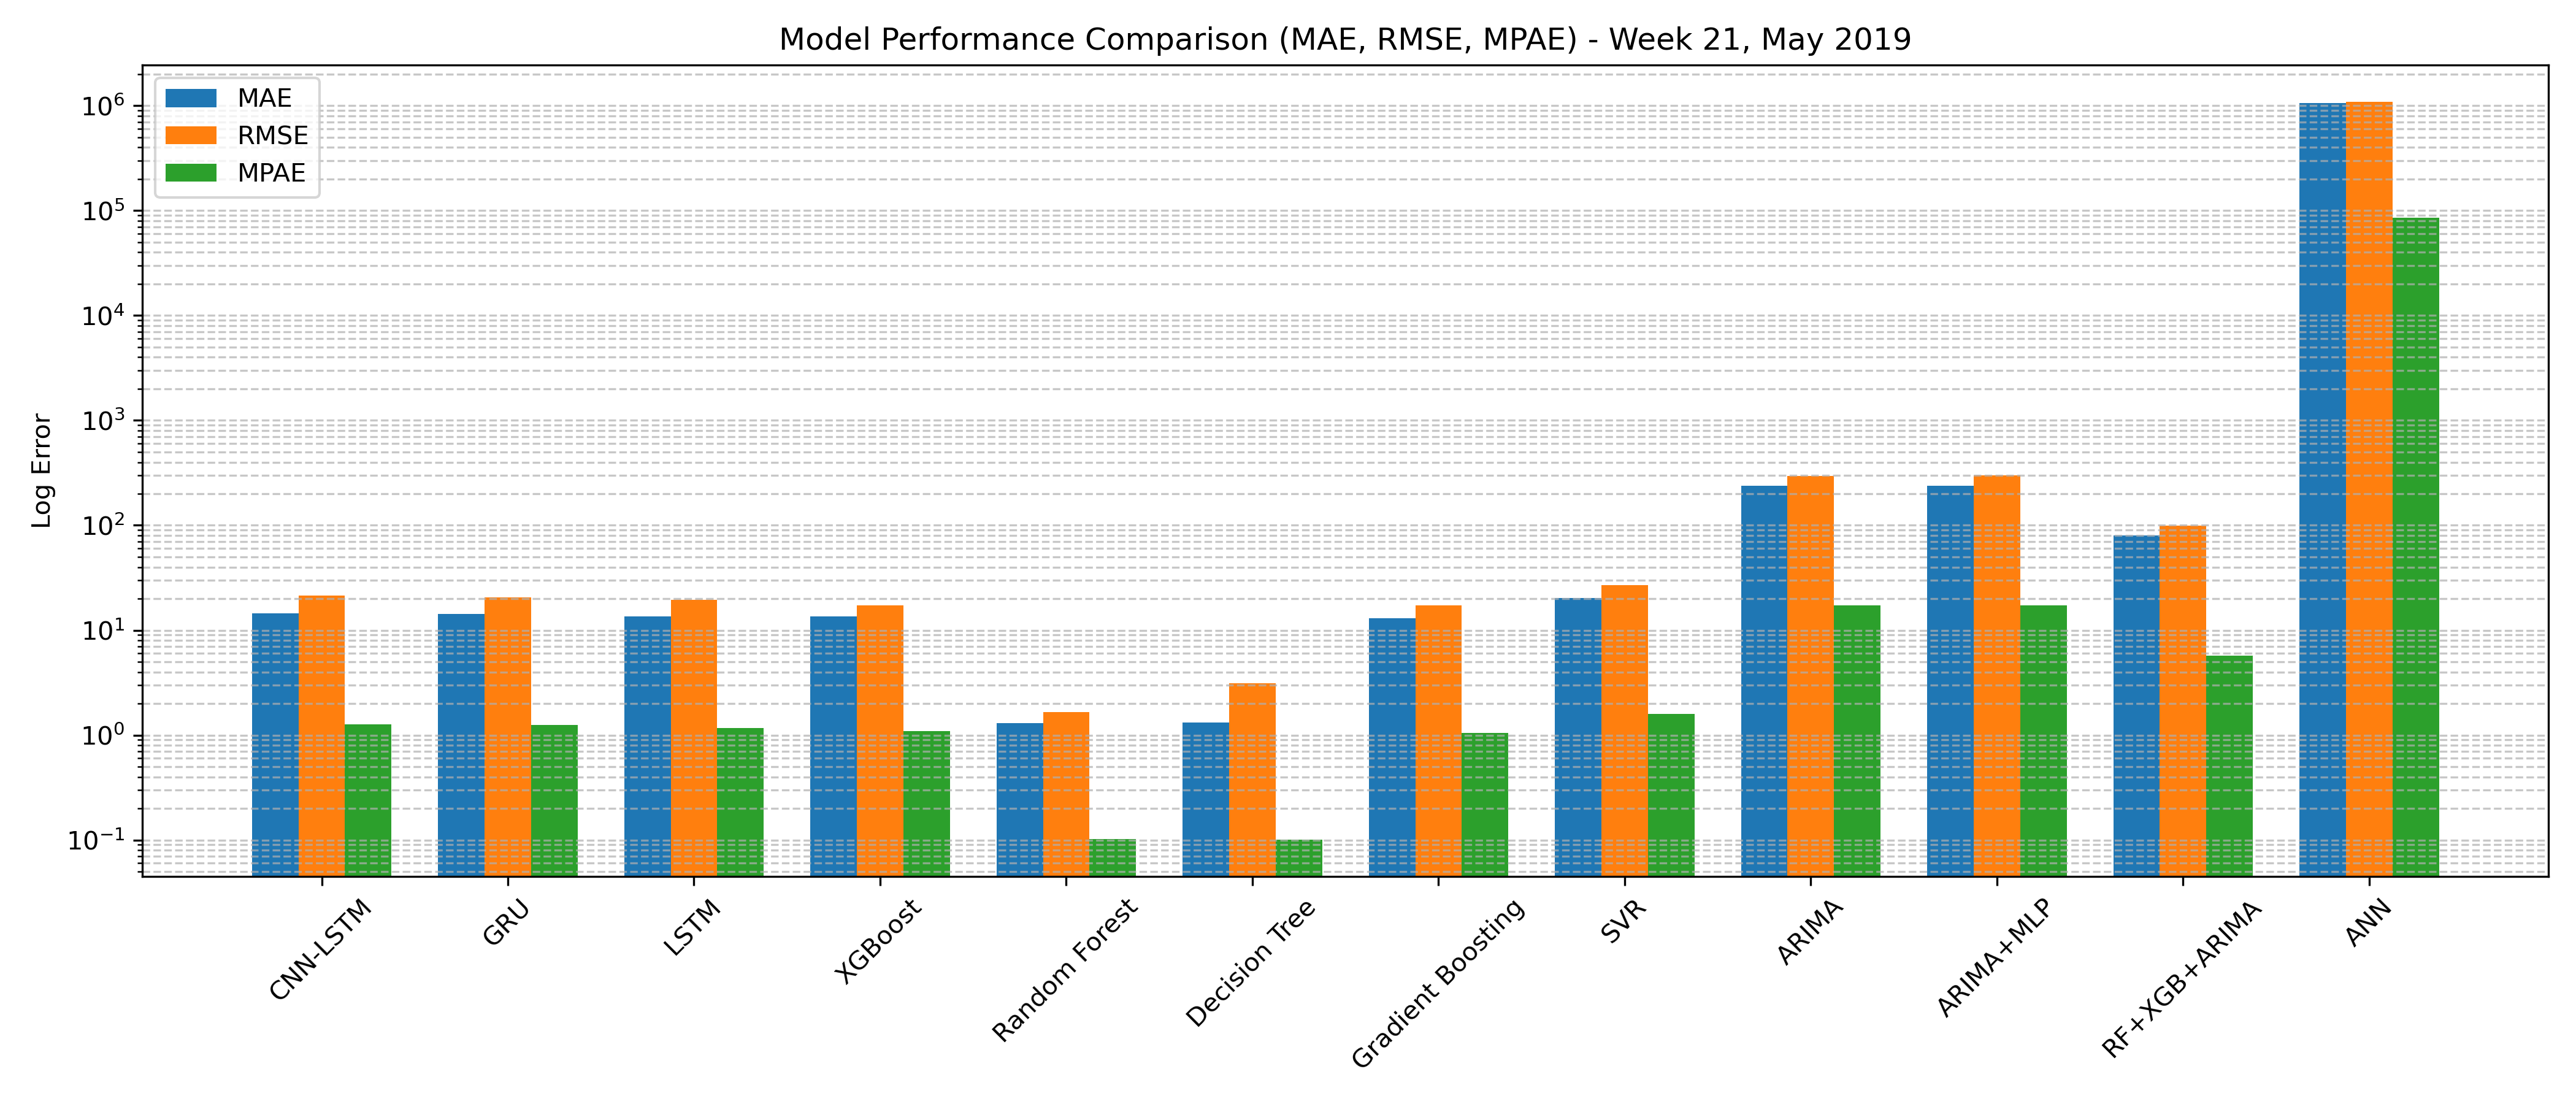 Model Performance Comparison (MAE, RMSE, MPAE) - Week 21, May 2019
MAE
RMSE
MPAE
Log Error
10⁶
10⁵
10⁴
10³
10²
10¹
10⁰
10⁻¹
CNN-LSTM
GRU
LSTM
XGBoost
Random Forest
Decision Tree
Gradient Boosting
SVR
ARIMA
ARIMA+MLP
RF+XGB+ARIMA
ANN